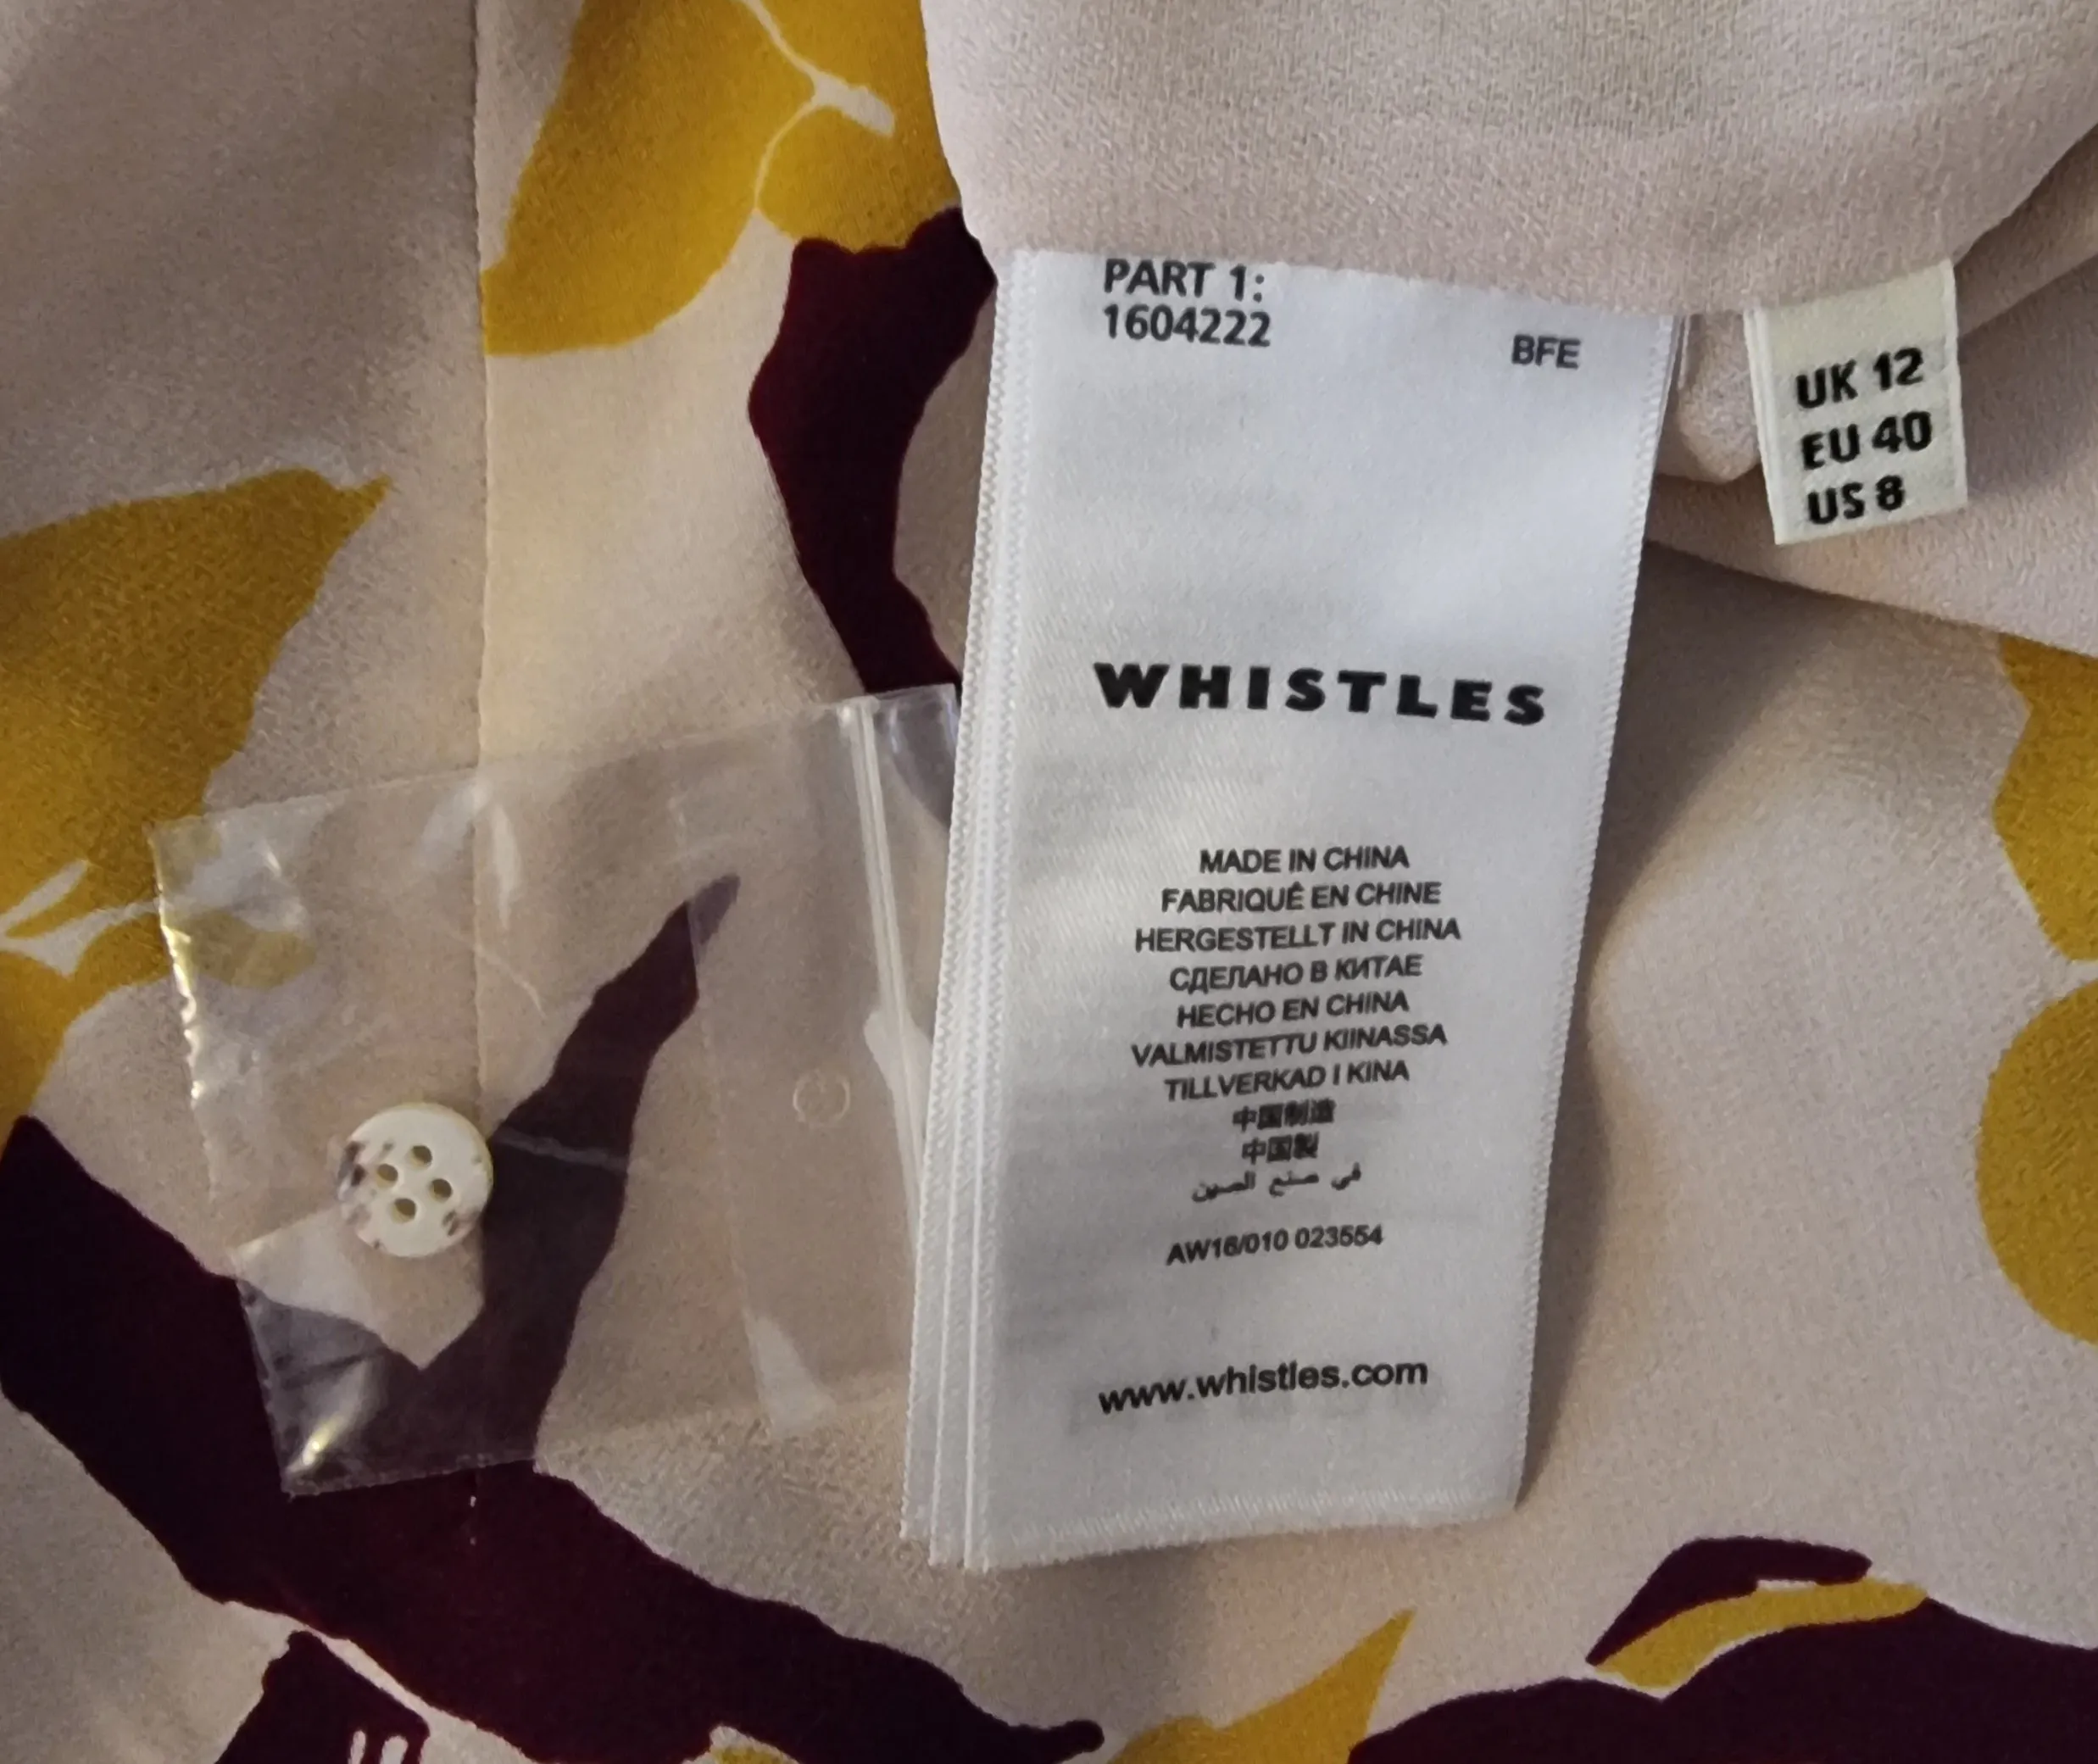 PART 1:
1604222
BFE
UK 12
EU 40
US 8
WHISTLES
MADE IN CHINA
FABRIQUÉ EN CHINE
HERGESTELLT IN CHINA
СДЕЛАНО В КИТАЕ
HECHO EN CHINA
VALMISTETTU KIINASSA
TILLVERKAD I KINA
中国制造
中国製
في صنع الصين
AW16/010 023554
www.whistles.com